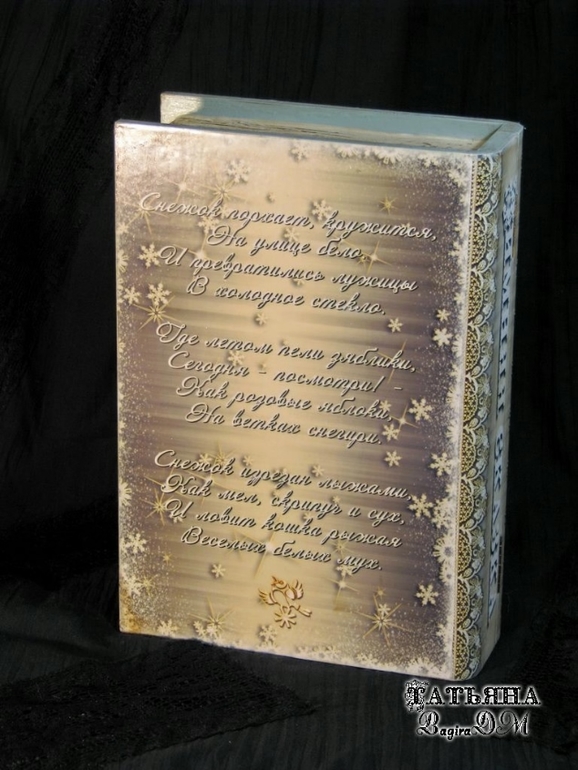 Снежок порхает, кружится,
На улице бело.
И превратились лужицы
В холодное стекло.
Где летом пели зяблики,
Сегодня - посмотри! -
Как розовые яблоки,
На ветках снегири.
Снежок изрезан лыжами,
Как мел, скрипуч и сух,
И ловит кошка рыжая
Веселых белых мух.
Татьяна
BagiraDM